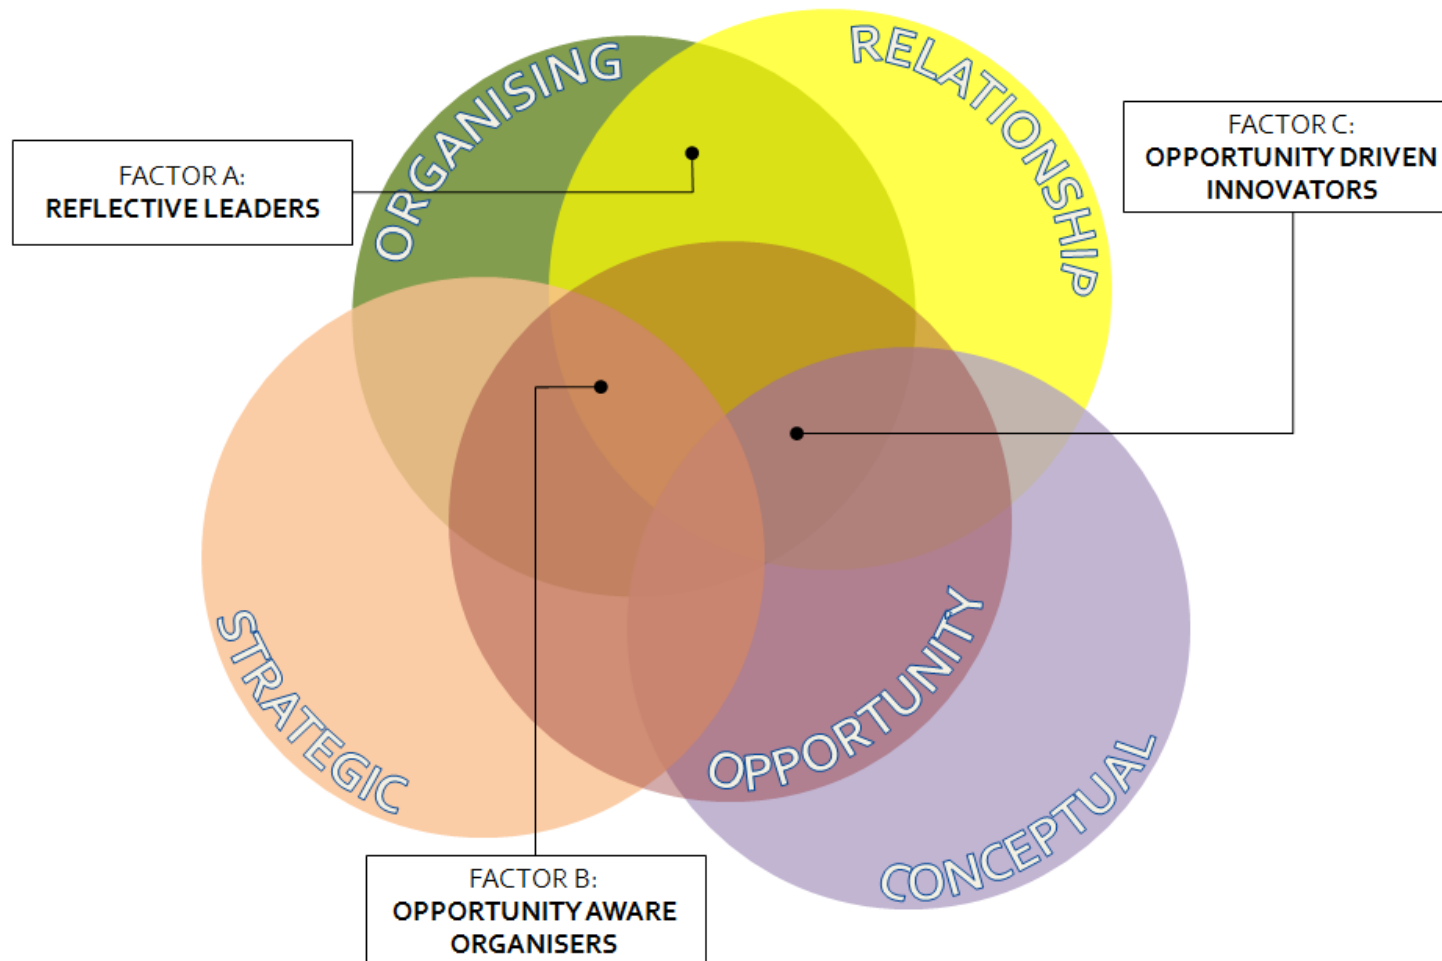 ORGANISING
RELATIONSHIP
FACTOR A:
REFLECTIVE LEADERS
FACTOR C:
OPPORTUNITY DRIVEN
INNOVATORS
STRATEGIC
OPPORTUNITY
CONCEPTUAL
FACTOR B:
OPPORTUNITY AWARE
ORGANISERS